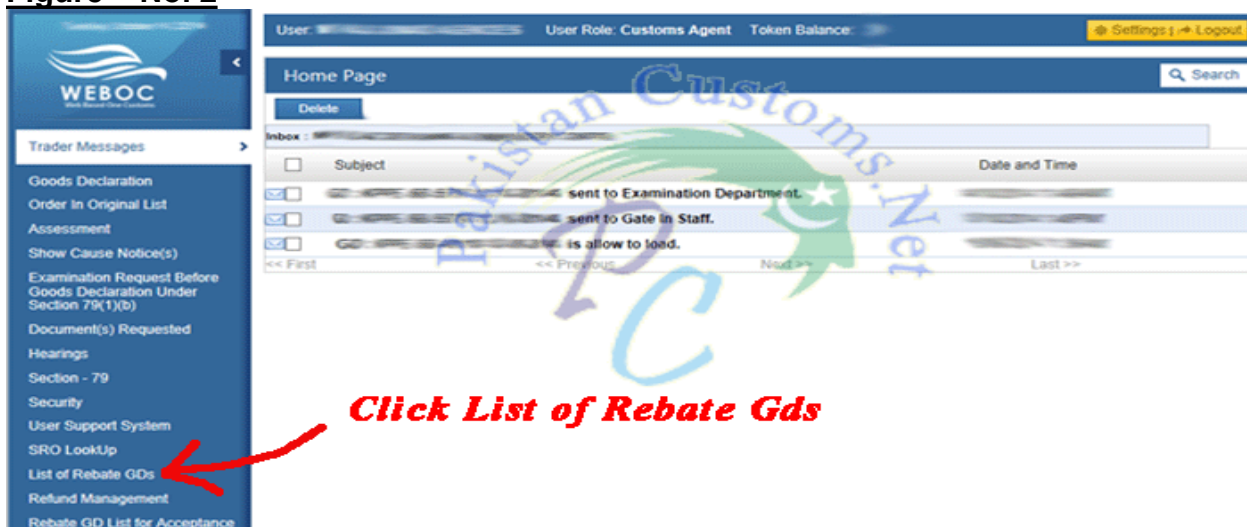 Figure - No. 2
WEBOC
Web Based One Customs
User: User Role: Customs Agent Token Balance:
Settings | Logout
Home Page
Search
Delete
Inbox :
Trader Messages
Subject Date and Time
sent to Examination Department.
sent to Gate in Staff.
GD: is allow to load.
<< First << Previous Next >> Last >>
Goods Declaration
Order In Original List
Assessment
Show Cause Notice(s)
Examination Request Before
Goods Declaration Under
Section 79(1)(b)
Document(s) Requested
Hearings
Section - 79
Security
User Support System
SRO LookUp
List of Rebate GDs
Refund Management
Rebate GD List for Acceptance
Click List of Rebate Gds
Pakistan Customs.Net
PC